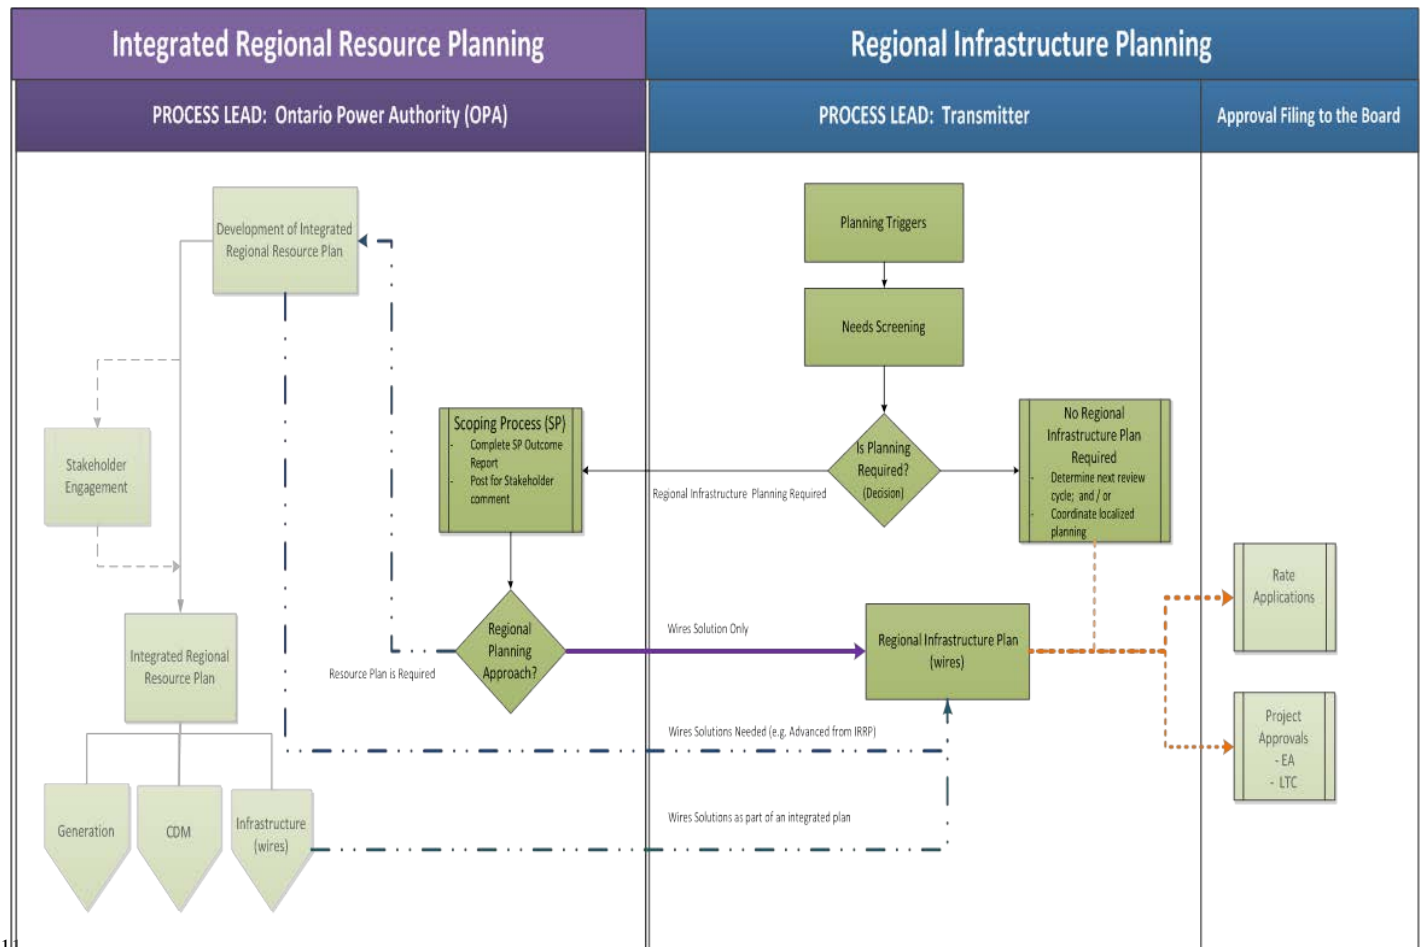 Integrated Regional Resource Planning
Regional Infrastructure Planning
PROCESS LEAD: Ontario Power Authority (OPA)
PROCESS LEAD: Transmitter
Approval Filing to the Board
Planning Triggers
Development of Integrated
Regional Resource Plan
Needs Screening
Scoping Process (SP)
- Complete SP Outcome
Report
- Post for Stakeholder
comment
Is Planning
Required?
(Decision)
No Regional
Infrastructure Plan
Required
- Determine next review
cycle; and / or
- Coordinate localized
planning
Stakeholder
Engagement
Regional Infrastructure Planning Required
Rate
Applications
Regional
Planning
Approach?
Wires Solution Only
Regional Infrastructure Plan
(wires)
Integrated Regional
Resource Plan
Resource Plan is Required
Project
Approvals
- EA
- LTC
Wires Solutions Needed (e.g. Advanced from IRRP)
Wires Solutions as part of an integrated plan
Generation
CDM
Infrastructure
(wires)
11